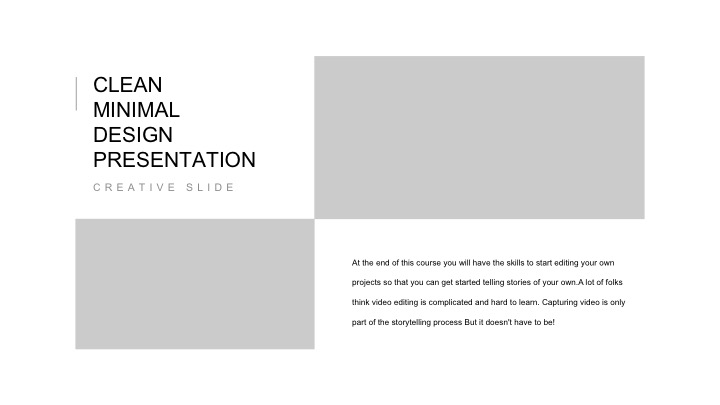 CLEAN
MINIMAL
DESIGN
PRESENTATION
CREATIVE SLIDE
At the end of this course you will have the skills to start editing your own
projects so that you can get started telling stories of your own.A lot of folks
think video editing is complicated and hard to learn. Capturing video is only
part of the storytelling process But it doesn't have to be!